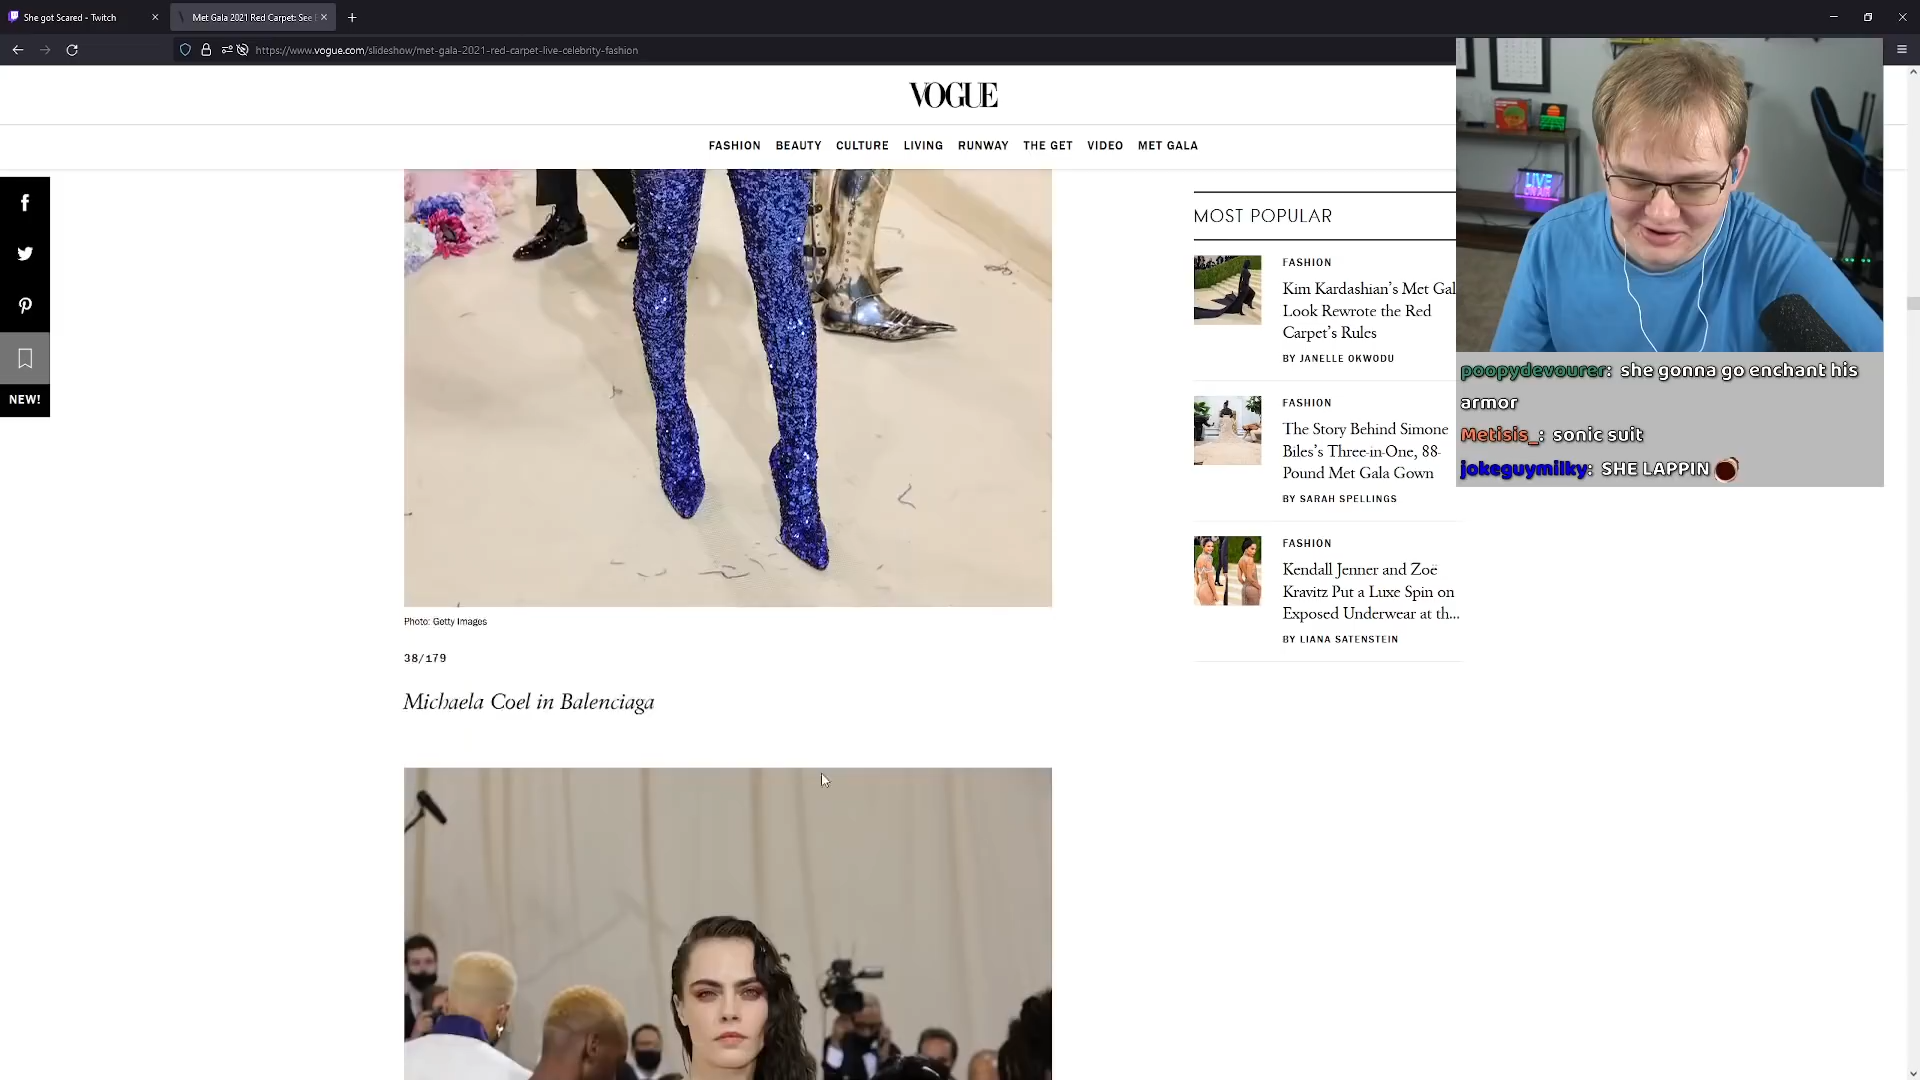 She got Scared - Twitch
Met Gala 2021 Red Carpet: See
https://www.vogue.com/slideshow/met-gala-2021-red-carpet-live-celebrity-fashion
VOGUE
FASHION BEAUTY CULTURE LIVING RUNWAY THE GET VIDEO MET GALA
NEW!
Photo: Getty Images
38/179
Michaela Coel in Balenciaga
MOST POPULAR
FASHION
Kim Kardashian’s Met Gal
Look Rewrote the Red
Carpet’s Rules
BY JANELLE OKWODU
FASHION
The Story Behind Simone
Biles’s Three-in-One, 88-
Pound Met Gala Gown
BY SARAH SPELLINGS
FASHION
Kendall Jenner and Zoë
Kravitz Put a Luxe Spin on
Exposed Underwear at th...
BY LIANA SATENSTEIN
LIVE
poopydevourer: she gonna go enchant his
armor
Metisis_: sonic suit
jokeguymilky: SHE LAPPIN